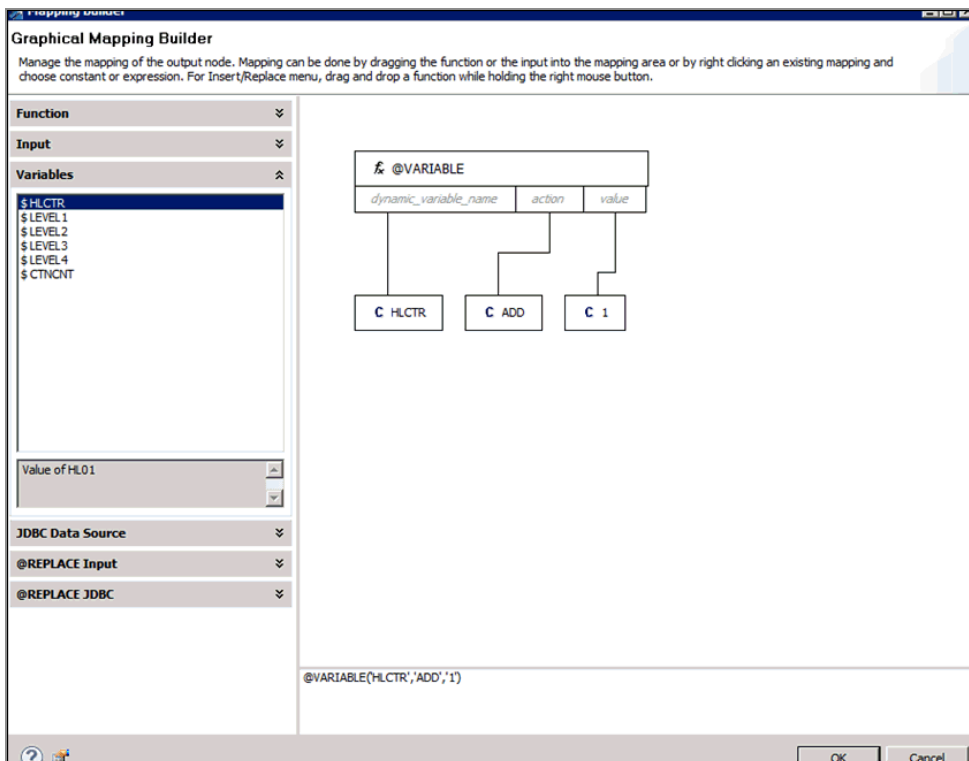 Mapping Builder
Graphical Mapping Builder
Manage the mapping of the output node. Mapping can be done by dragging the function or the input into the mapping area or by right clicking an existing mapping and
choose constant or expression. For Insert/Replace menu, drag and drop a function while holding the right mouse button.
Function
Input
Variables
$ HLCTR
$ LEVEL1
$ LEVEL2
$ LEVEL3
$ LEVEL4
$ CTNCNT
Value of HL01
JDBC Data Source
@REPLACE Input
@REPLACE JDBC
fx @VARIABLE
dynamic_variable_name action value
C HLCTR C ADD C 1
@VARIABLE('HLCTR','ADD','1')
OK Cancel